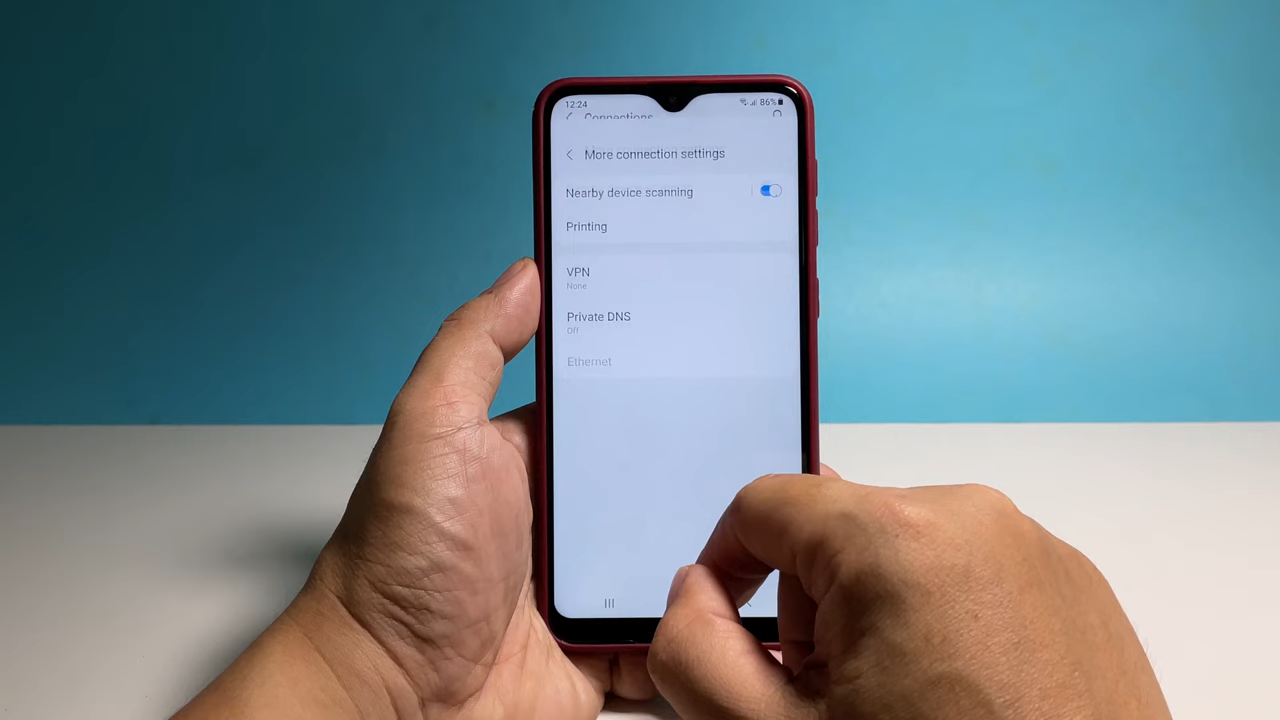 12:24
86%
Connections
More connection settings
Nearby device scanning
Printing
VPN
None
Private DNS
Off
Ethernet